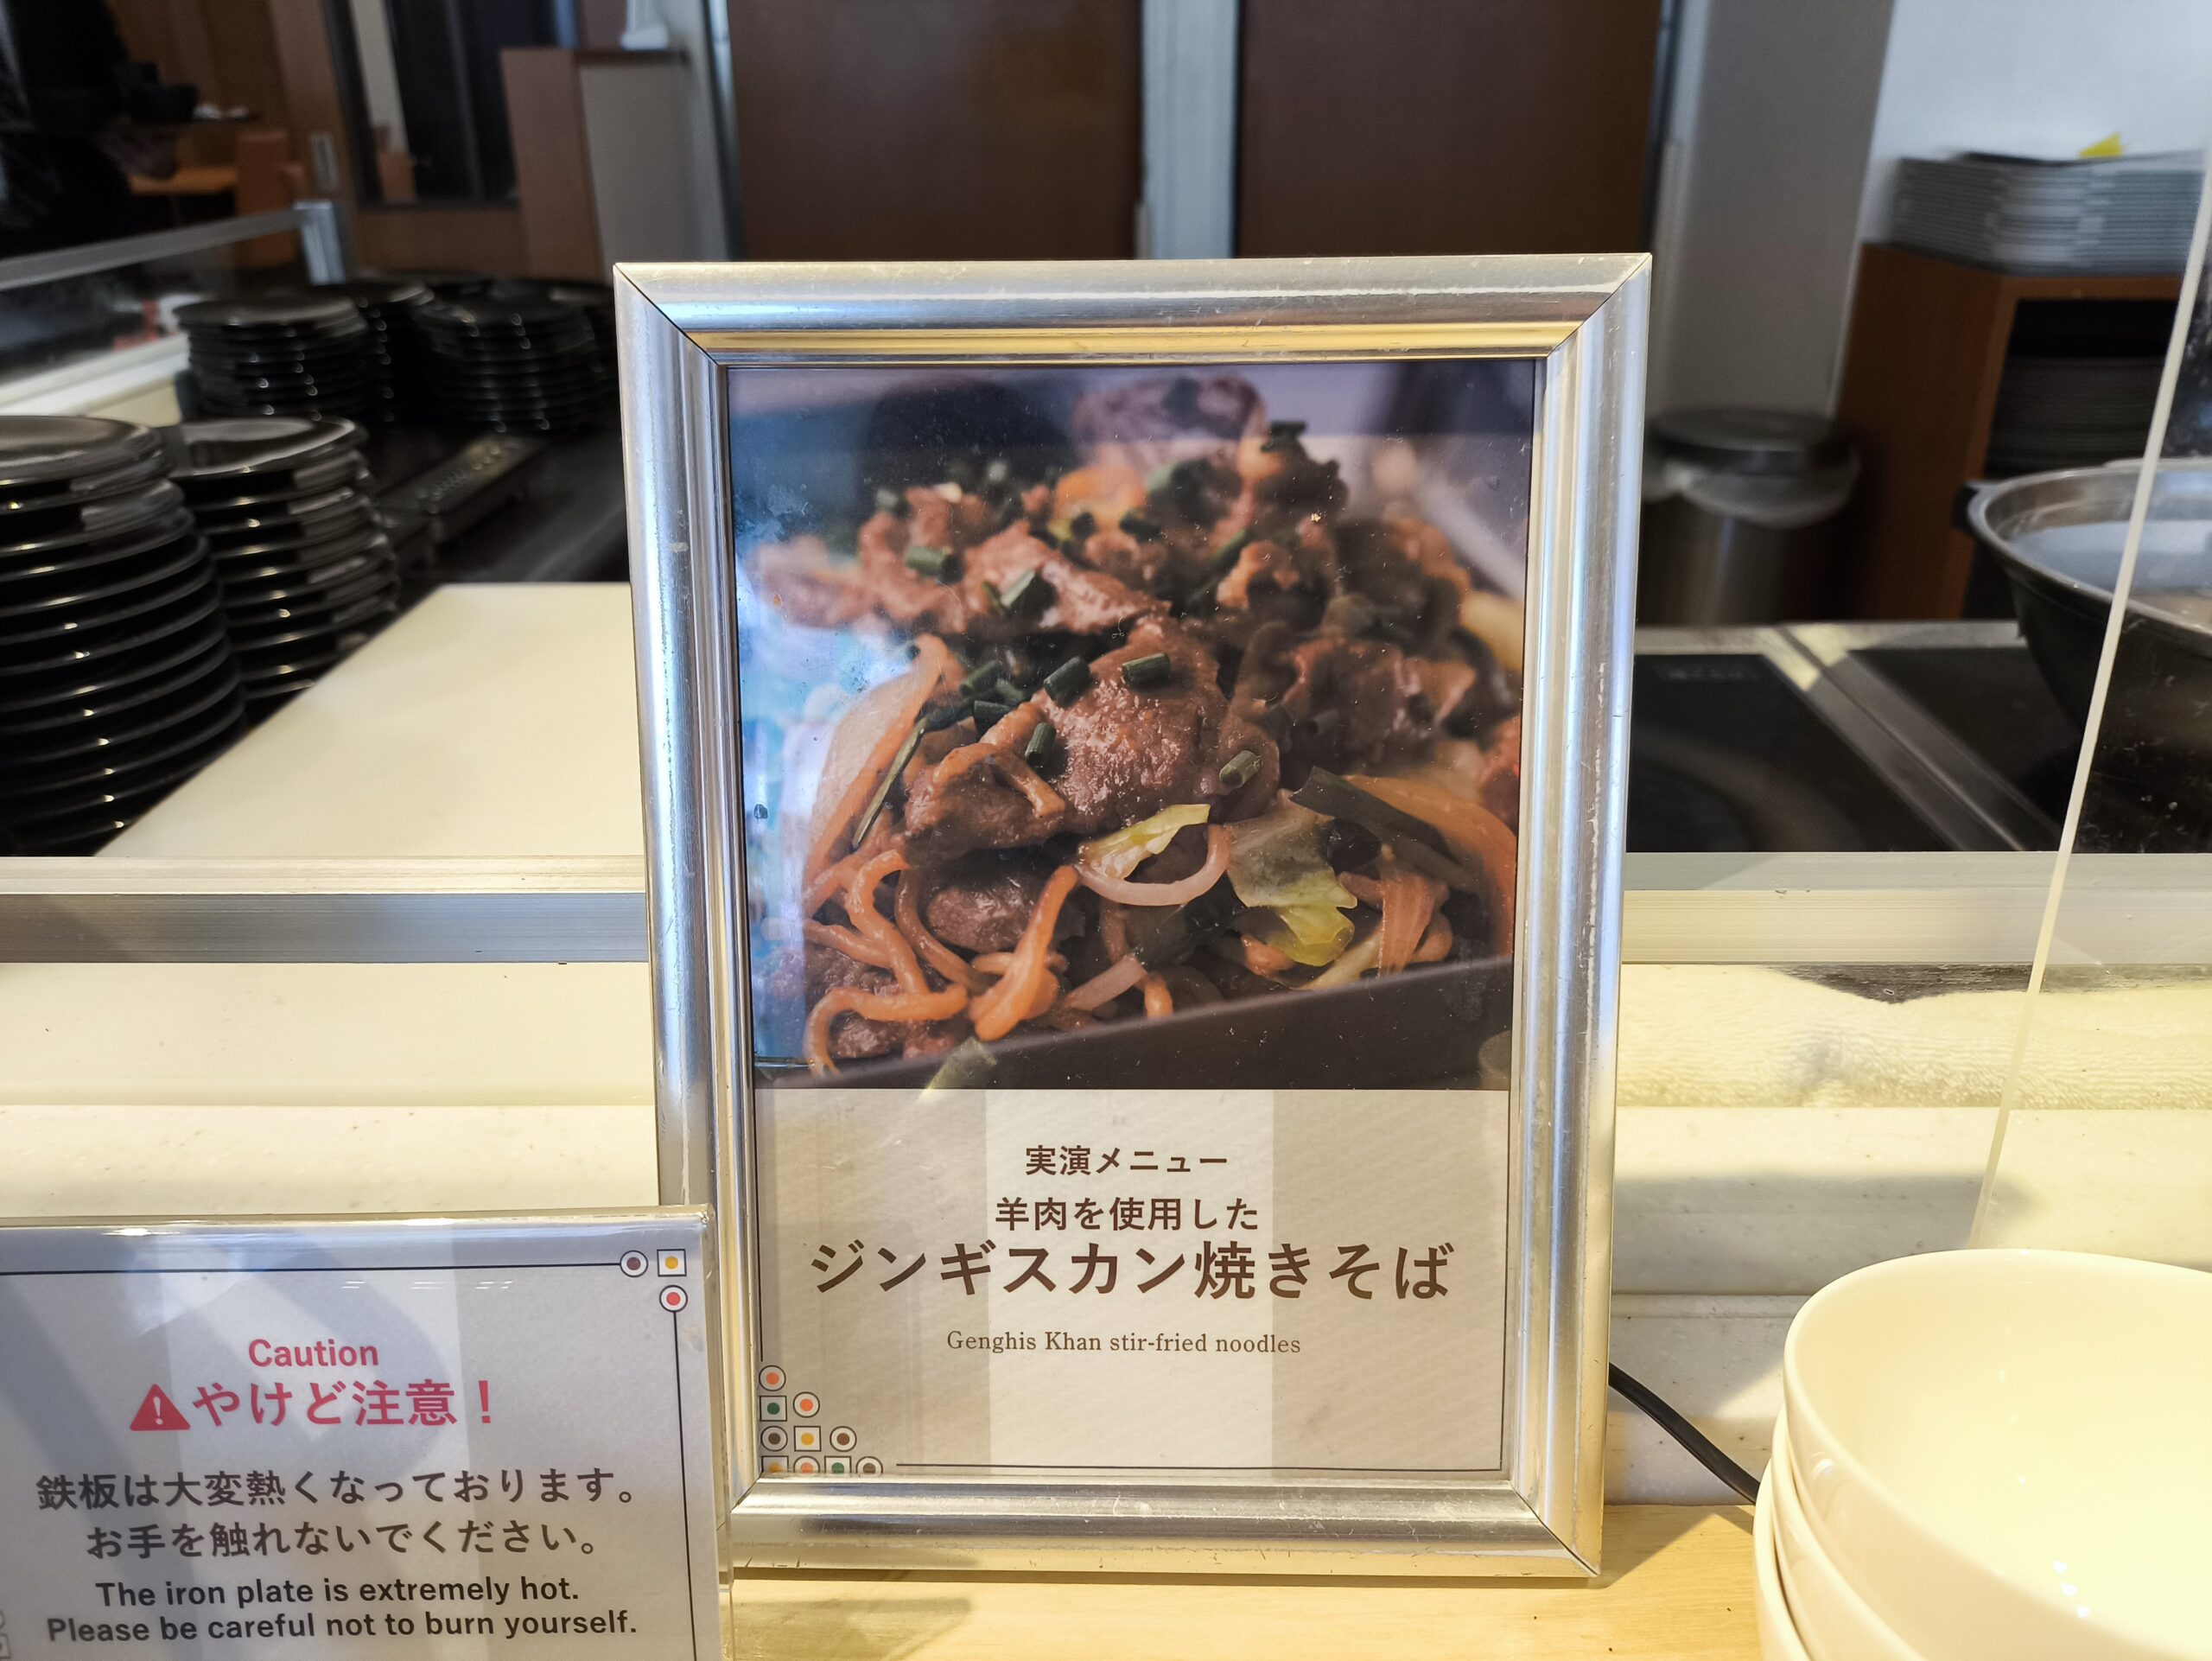 実演メニュー
羊肉を使用した
ジンギスカン焼きそば
Genghis Khan stir-fried noodles
Caution
やけど注意！
鉄板は大変熱くなっております。
お手を触れないでください。
The iron plate is extremely hot.
Please be careful not to burn yourself.